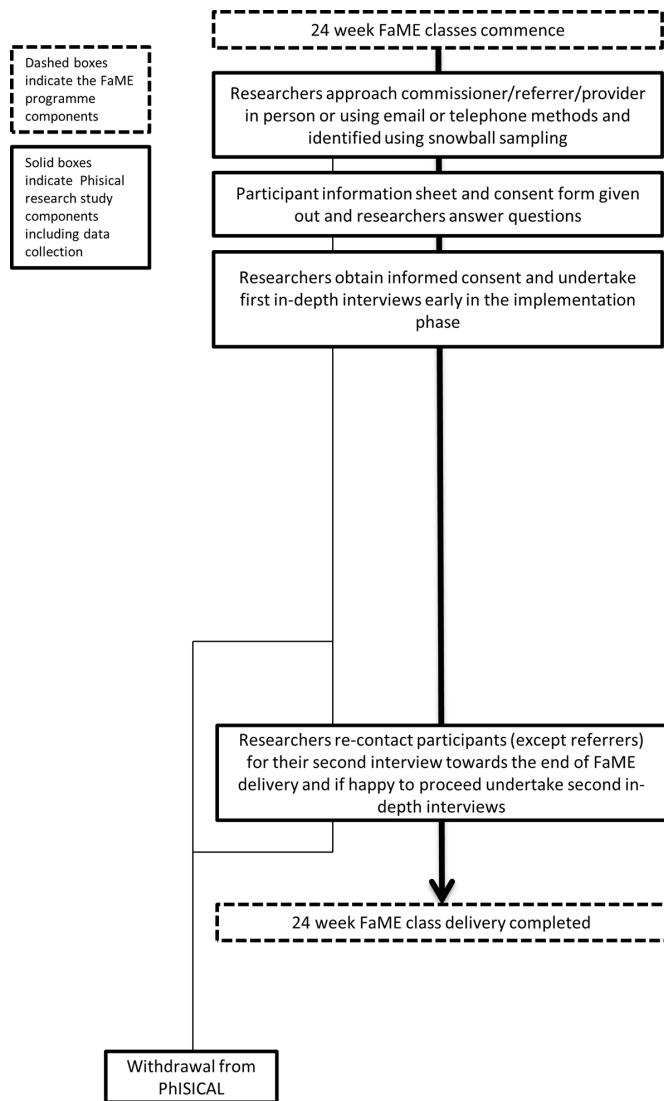 24 week FaME classes commence
Dashed boxes
indicate the FaME
programme
components
Researchers approach commissioner/referrer/provider
in person or using email or telephone methods and
identified using snowball sampling
Solid boxes
indicate Phisical
research study
components
including data
collection
Participant information sheet and consent form given
out and researchers answer questions
Researchers obtain informed consent and undertake
first in-depth interviews early in the implementation
phase
Researchers re-contact participants (except referrers)
for their second interview towards the end of FaME
delivery and if happy to proceed undertake second in-
depth interviews
24 week FaME class delivery completed
Withdrawal from
PhISICAL